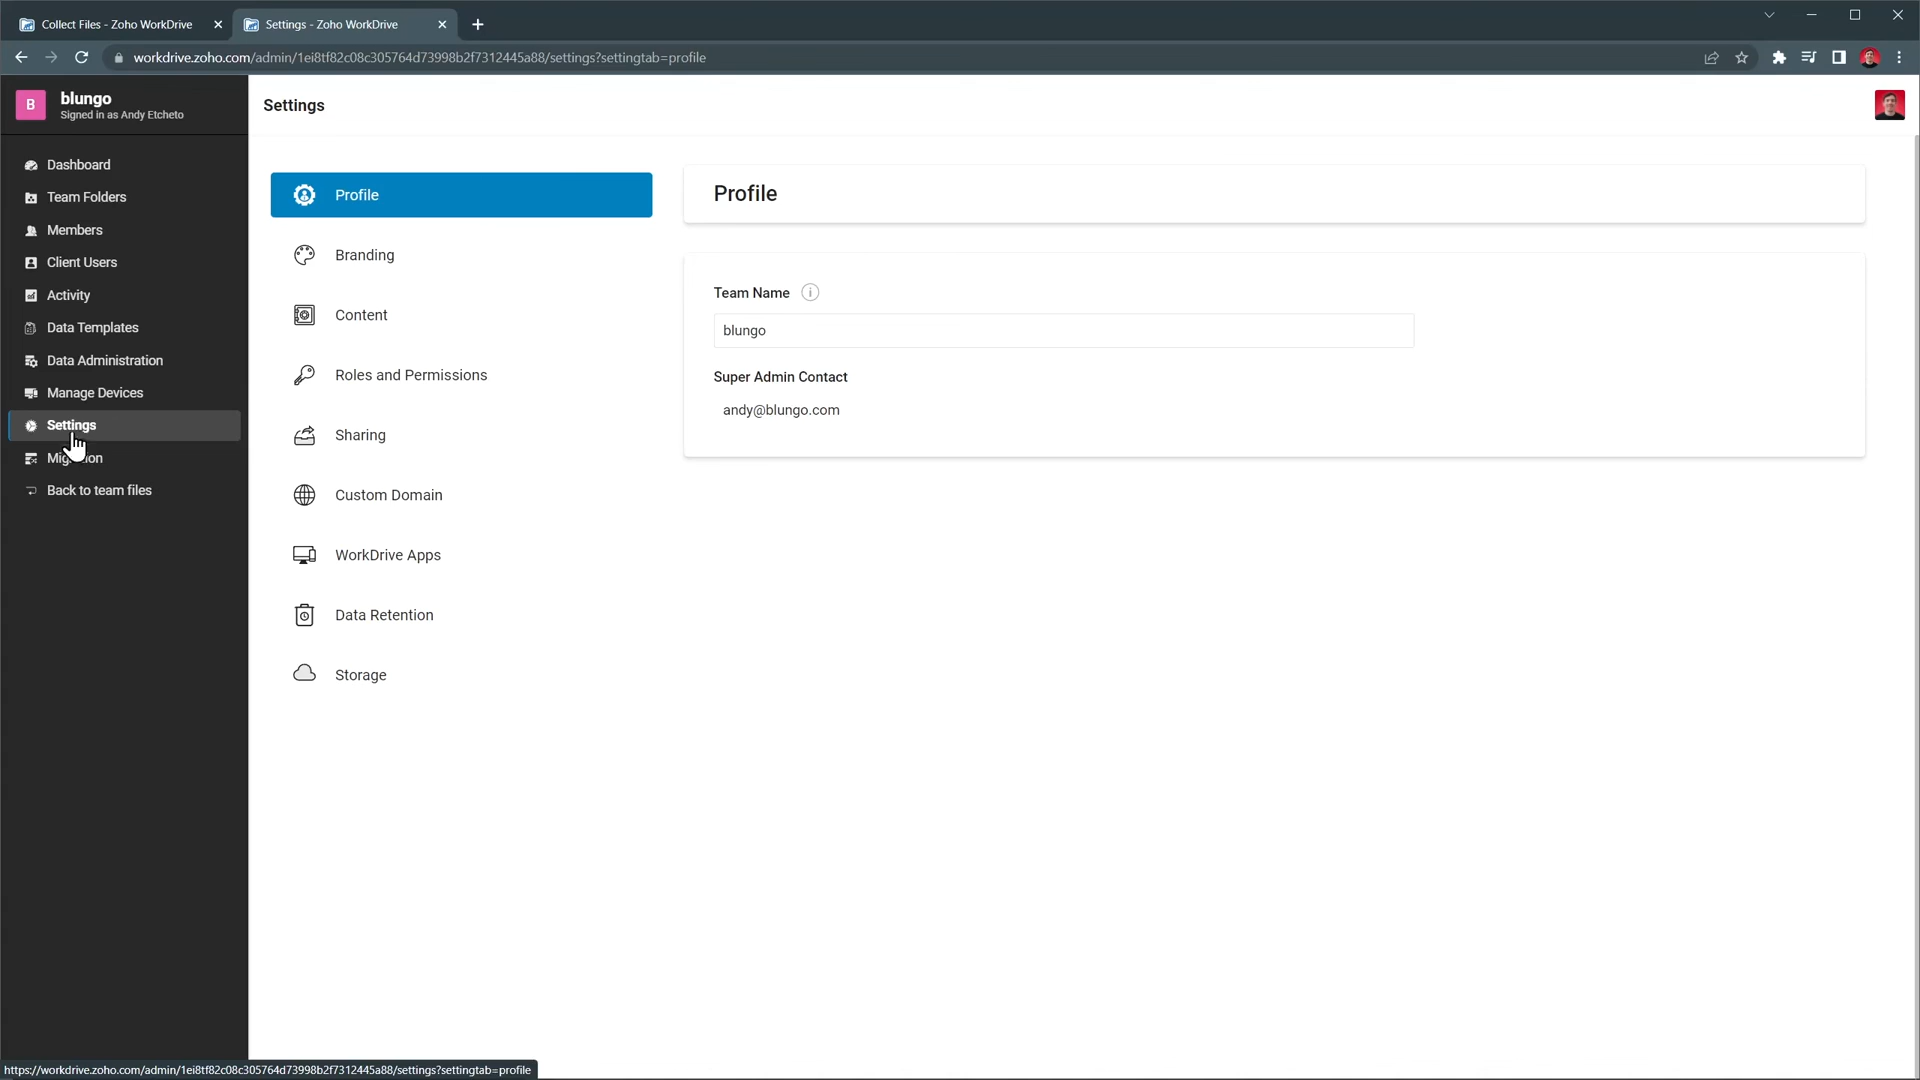 Collect Files - Zoho WorkDrive
Settings - Zoho WorkDrive
workdrive.zoho.com/admin/1ei8tf82c08c305764d73998b2f7312445a88/settings?settingtab=profile
B
blungo
Signed in as Andy Etcheto
Settings
Dashboard
Team Folders
Members
Client Users
Activity
Data Templates
Data Administration
Manage Devices
Settings
Back to team files
Profile
Branding
Content
Roles and Permissions
Sharing
Custom Domain
WorkDrive Apps
Data Retention
Storage
Profile
Team Name
blungo
Super Admin Contact
andy@blungo.com
https://workdrive.zoho.com/admin/1ei8tf82c08c305764d73998b2f7312445a88/settings?settingtab=profile